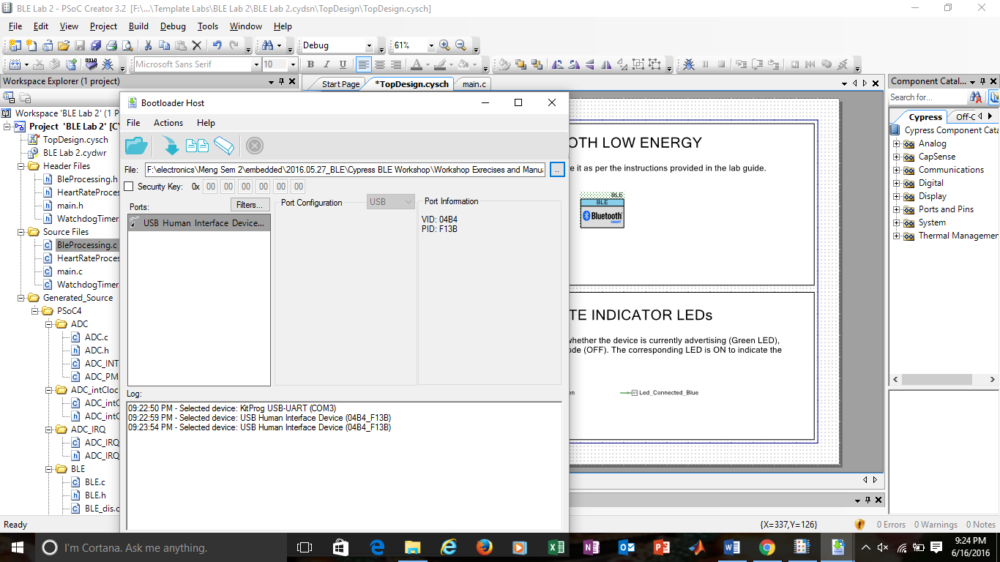 BLE Lab 2 - PSoC Creator 3.2 [F:\...\Template Labs\BLE Lab 2\BLE Lab 2.cydsn\TopDesign\TopDesign.cysch]
File Edit View Project Build Debug Tools Window Help
Debug 61%
Microsoft Sans Serif 10 B I U A
Workspace Explorer (1 project)
Workspace 'BLE Lab 2' (1 P
Project 'BLE Lab 2' [CY
TopDesign.cysch
BLE Lab 2.cydwr
Header Files
BleProcessing.h
HeartRateProces
main.h
WatchdogTimer
Source Files
BleProcessing.c
HeartRateProces
main.c
WatchdogTimer
Generated_Source
PSoC4
ADC
ADC.c
ADC.h
ADC_INT
ADC_PM
ADC_intCloc
ADC_intC
ADC_intC
ADC_IRQ
ADC_IRQ
ADC_IRQ
BLE
BLE.c
BLE.h
BLE_dis.c
Bootloader Host
File Actions Help
File: F:\electronics\Meng Sem 2\embedded\2016.05.27_BLE\Cypress BLE Workshop\Workshop Exrecises and Manua ..
Security Key: 0x 00 00 00 00 00 00
Ports: Filters...
USB Human Interface Device...
Port Configuration USB
Port Information
VID: 04B4
PID: F13B
Log:
09:22:50 PM - Selected device: KitProg USB-UART (COM3)
09:22:59 PM - Selected device: USB Human Interface Device (04B4_F13B)
09:23:54 PM - Selected device: USB Human Interface Device (04B4_F13B)
Start Page *TopDesign.cysch main.c
OTH LOW ENERGY
e it as per the instructions provided in the lab guide.
BLE
BLE
Bluetooth
SMART
TE INDICATOR LEDs
whether the device is currently advertising (Green LED),
ode (OFF). The corresponding LED is ON to indicate the
en Led_Connected_Blue
Component Catal...
Search for...
Cypress Off-C
Cypress Component Cata
Analog
CapSense
Communications
Digital
Display
Ports and Pins
System
Thermal Managemen
Ready {X=337,Y=126} 0 Errors 0 Warnings 0 Notes
I'm Cortana. Ask me anything.
9:24 PM
6/16/2016